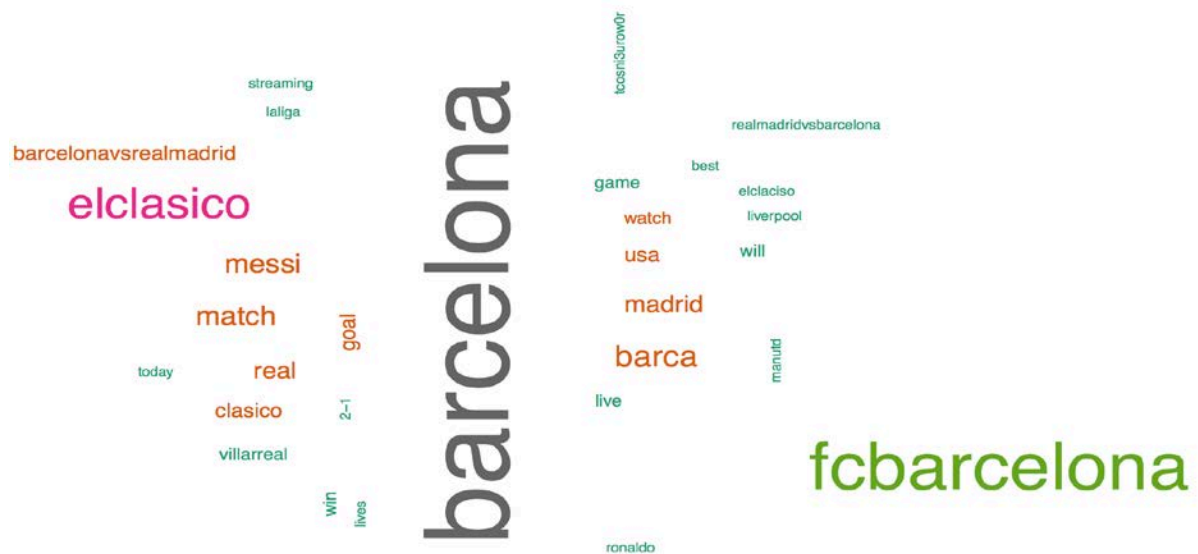 streaming
laliga
barcelonavsrealmadrid
elclasico
messi
match
goal
today
real
clasico
2-1
villarreal
win
lives
barcelona
tcosni3urow0r
realmadridvsbarcelona
best
game
elclaciso
watch
liverpool
usa
will
madrid
barca
manutd
live
fcbarcelona
ronaldo